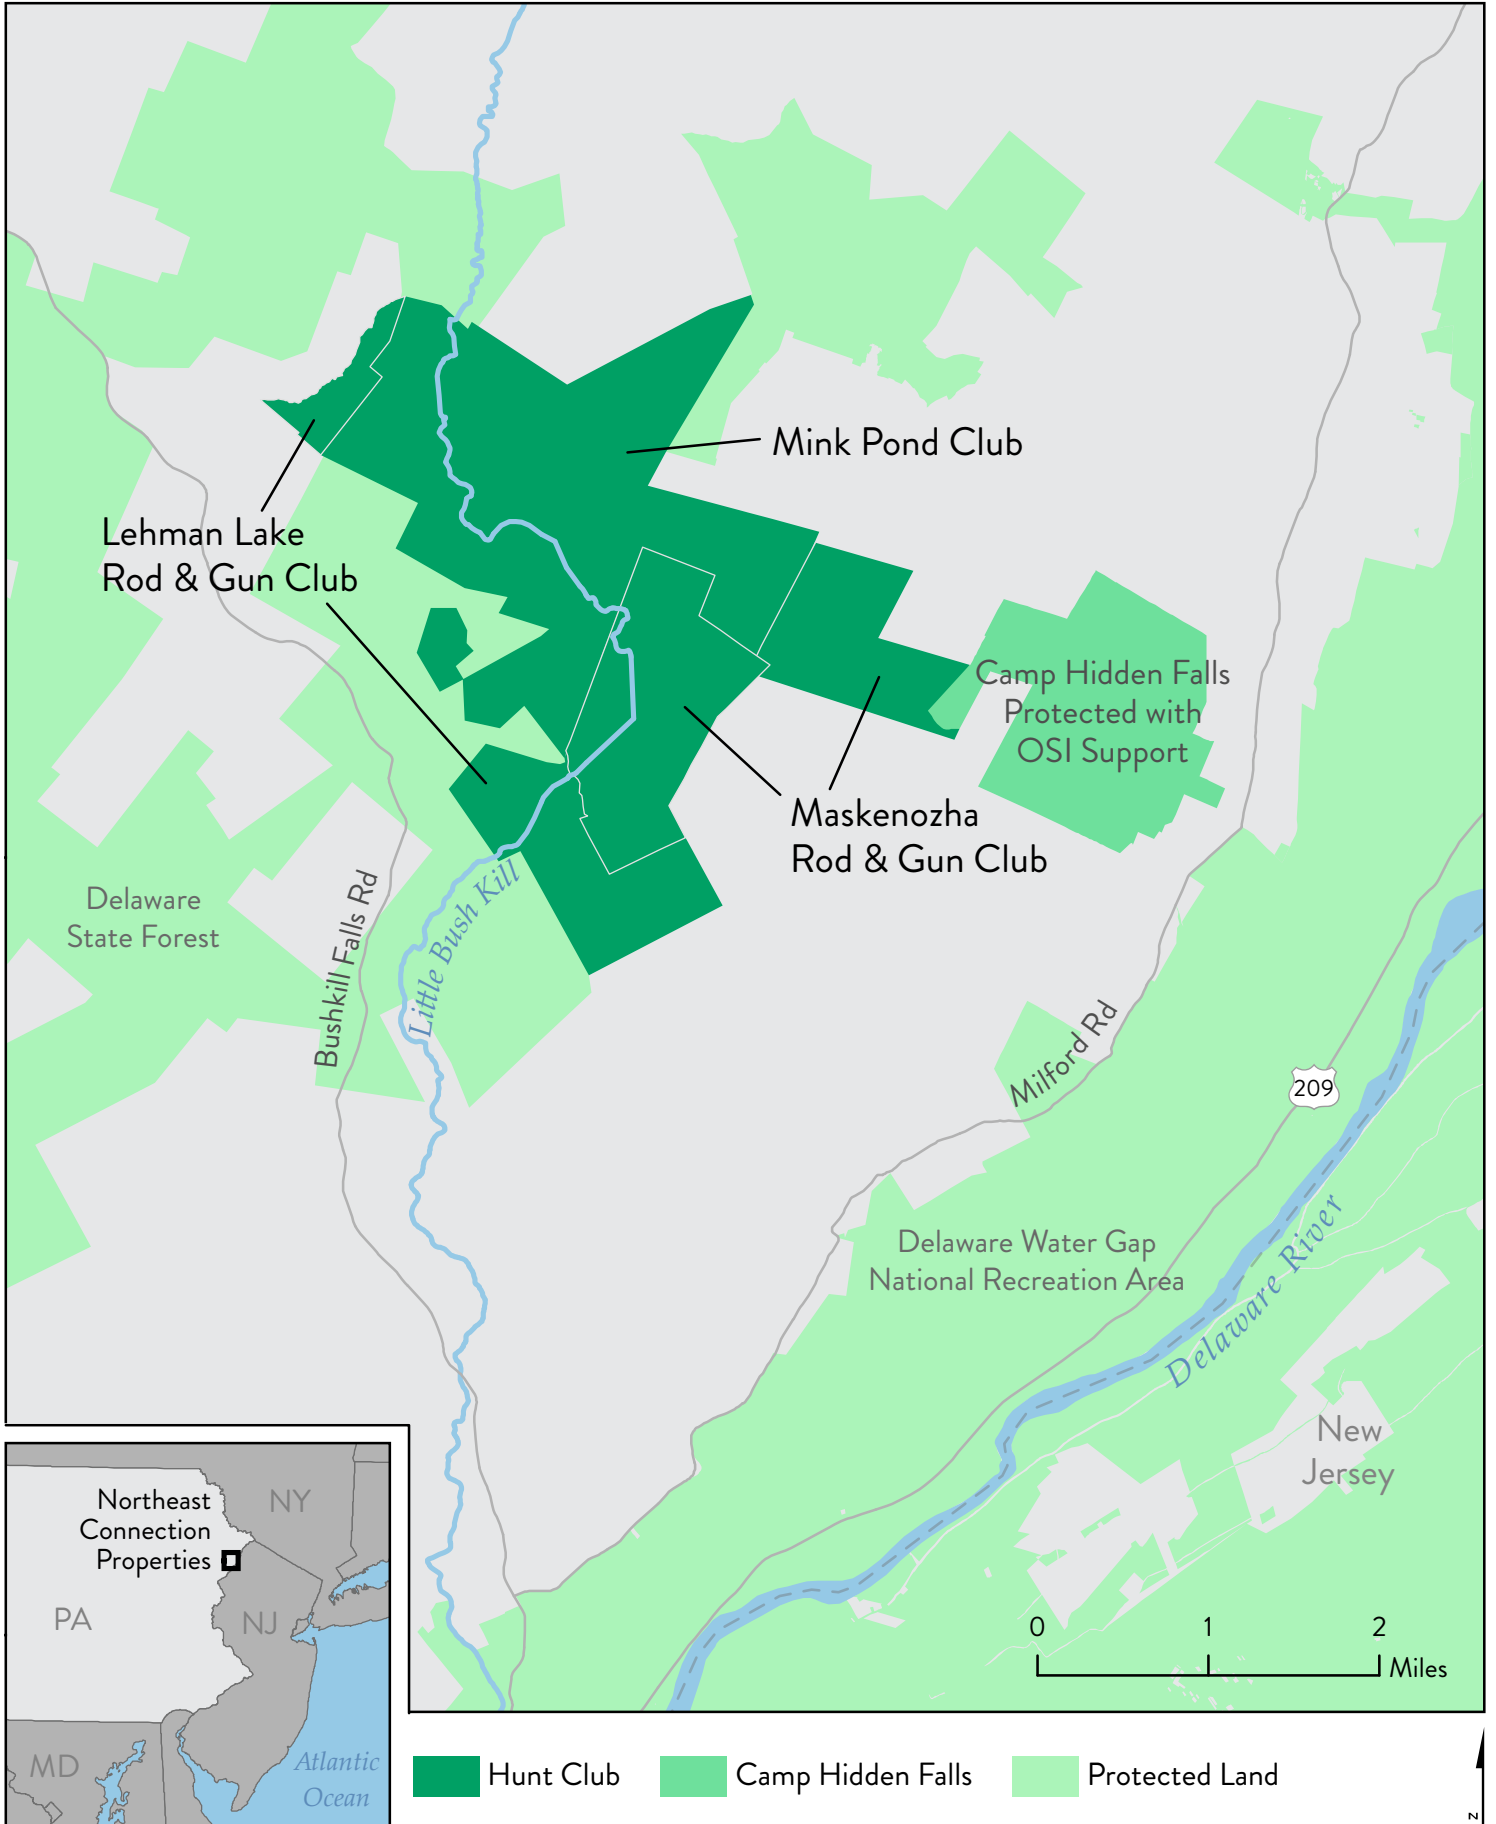 Mink Pond Club
Lehman Lake
Rod & Gun Club
Camp Hidden Falls
Protected with
OSI Support
Maskenozha
Rod & Gun Club
Delaware
State Forest
Bushkill Falls Rd
Little Bush Kill
Milford Rd
209
Delaware Water Gap
National Recreation Area
Delaware River
New
Jersey
Northeast
Connection
Properties
NY
PA
NJ
MD
Atlantic
Ocean
0 1 2
Miles
Hunt Club
Camp Hidden Falls
Protected Land
N